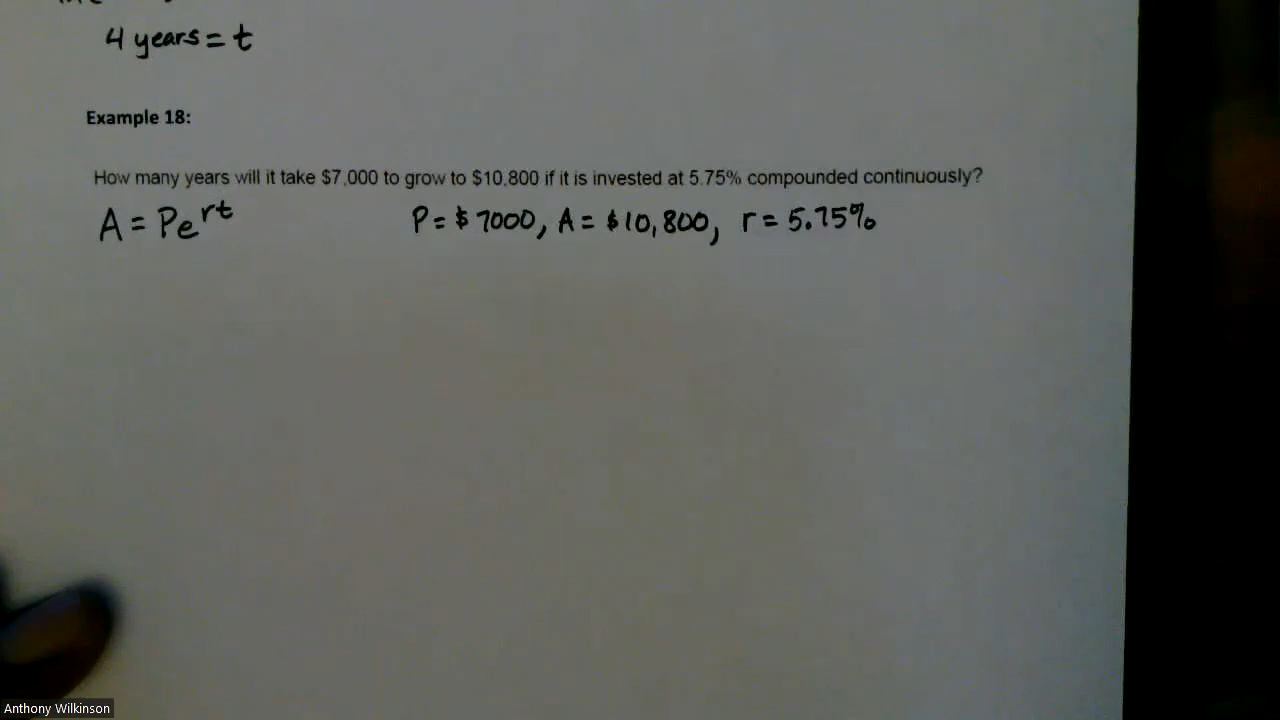 4 years = t
Example 18:
How many years will it take $7,000 to grow to $10,800 if it is invested at 5.75% compounded continuously?
A = Pe^rt P = $7000, A = $10,800, r = 5.75%
Anthony Wilkinson